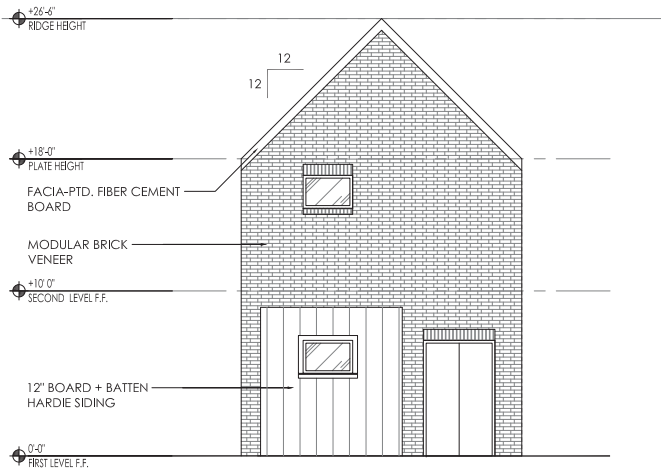 +26'-6"
RIDGE HEIGHT
12
12
+18'-0"
PLATE HEIGHT
FACIA-PTD. FIBER CEMENT
BOARD
MODULAR BRICK
VENEER
+10' 0"
SECOND LEVEL F.F.
12" BOARD + BATTEN
HARDIE SIDING
0'-0"
FIRST LEVEL F.F.